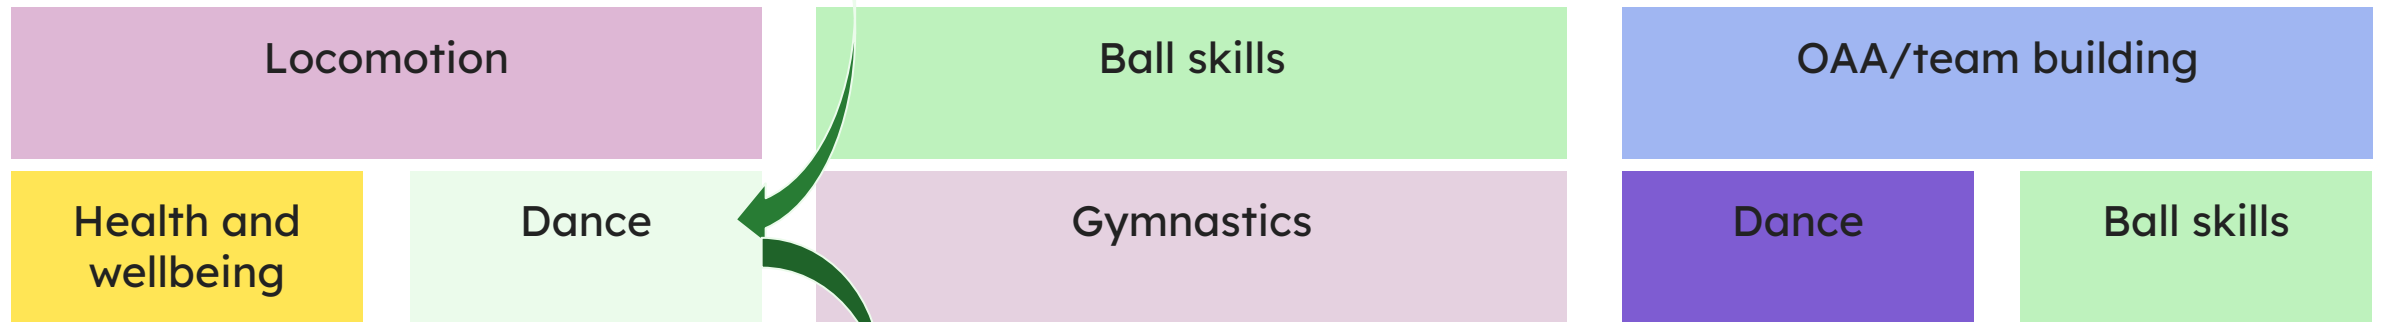 Locomotion
Ball skills
OAA/team building
Health and
wellbeing
Dance
Gymnastics
Dance
Ball skills